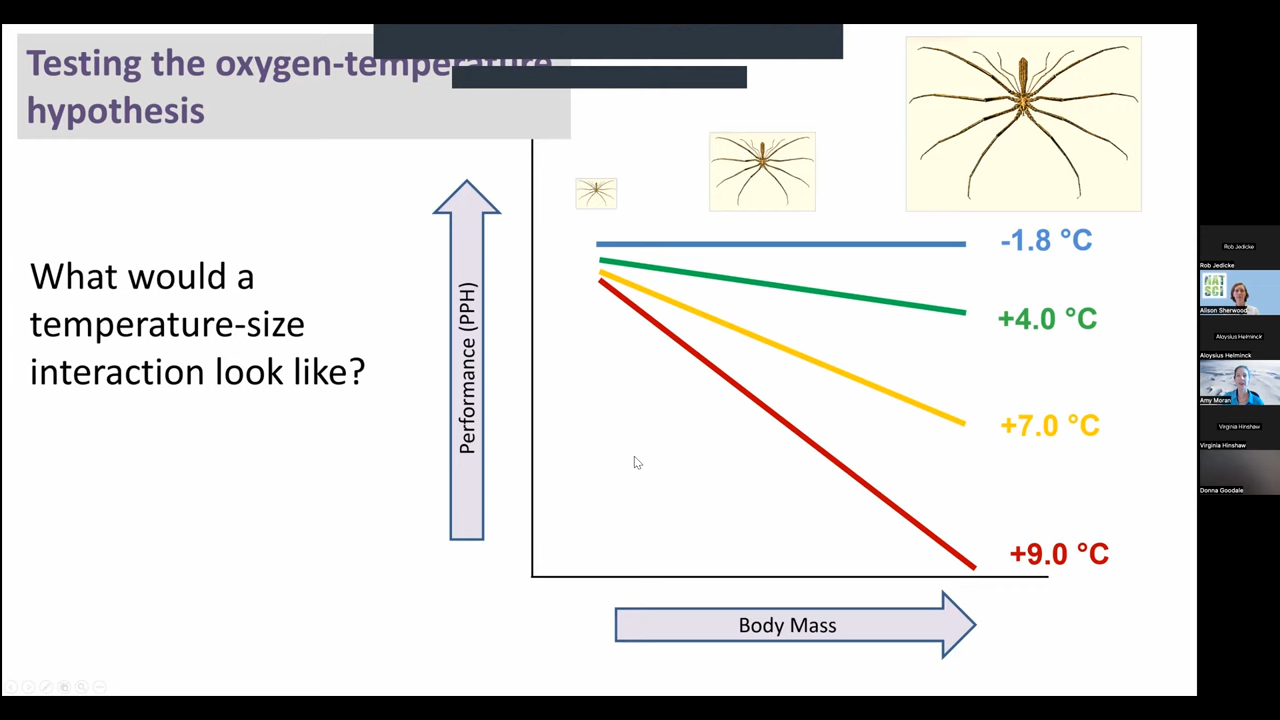 Testing the oxygen-temperature
hypothesis
What would a
temperature-size
interaction look like?
Performance (PPH)
-1.8 °C
+4.0 °C
+7.0 °C
+9.0 °C
Body Mass
Rob Jedicke
Rob Jedicke
NAT
SCI
Alison Sherwood
Aloysius Helminck
Aloysius Helminck
Amy Moran
Virginia Hinshaw
Virginia Hinshaw
Donna Goodale